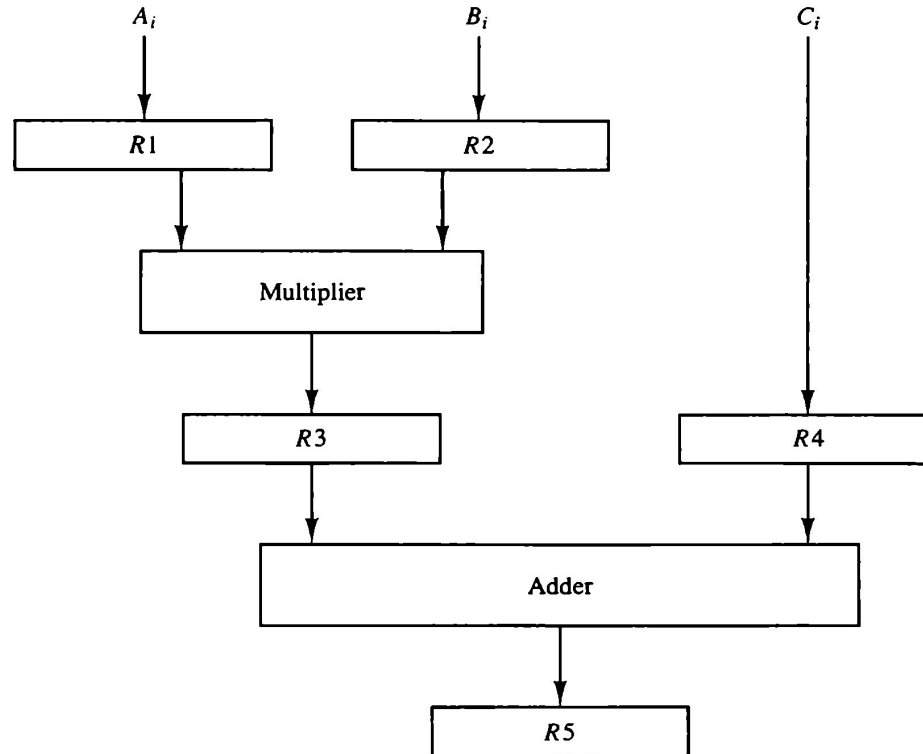 A_i B_i C_i
R1 R2
Multiplier
R3 R4
Adder
R5